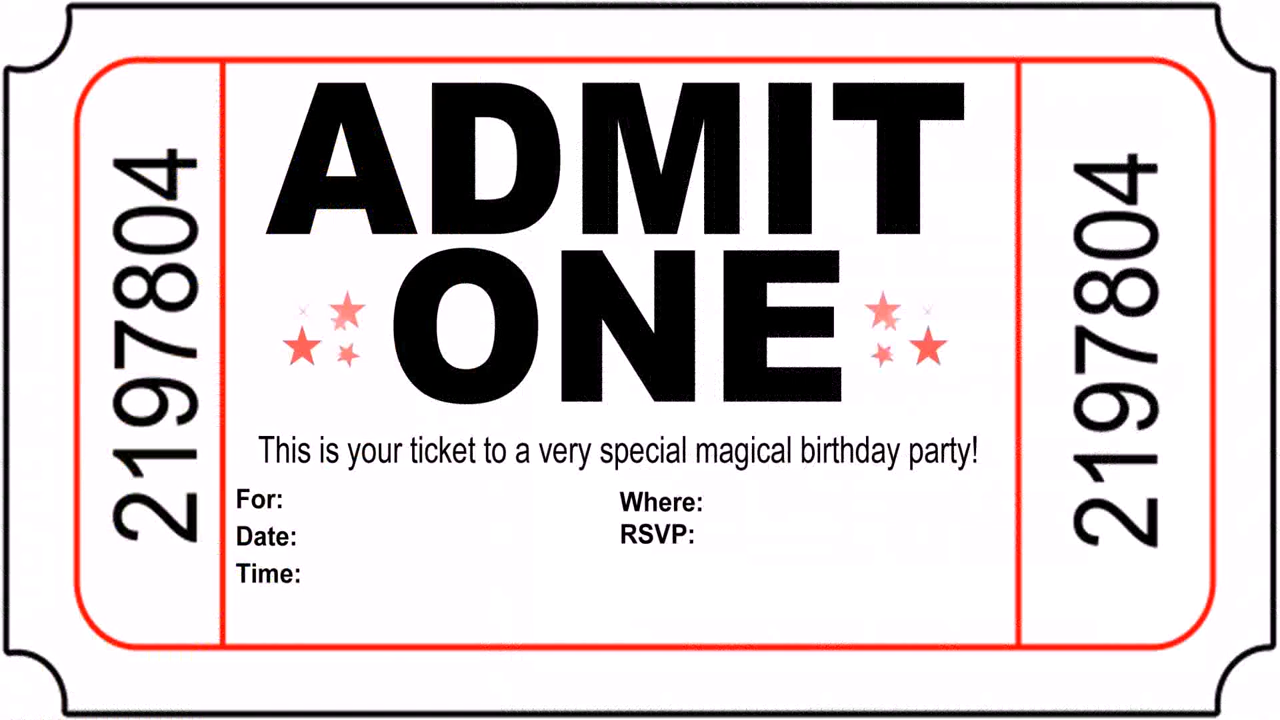 2197804
ADMIT
ONE
This is your ticket to a very special magical birthday party!
For:
Date:
Time:
Where:
RSVP:
2197804